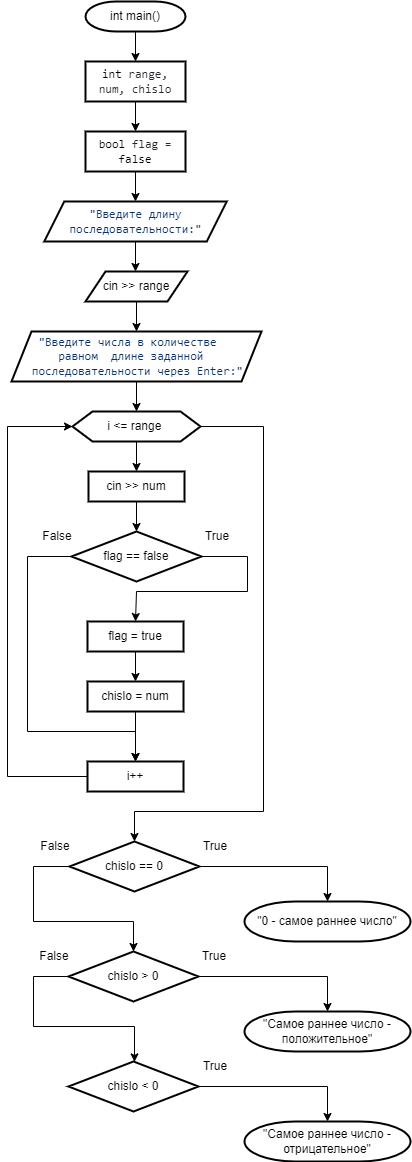 int main()
int range,
num, chislo
bool flag =
false
"Введите длину
последовательности:"
cin >> range
"Введите числа в количестве
равном длине заданной
последовательности через Enter:"
i <= range
cin >> num
False
True
flag == false
flag = true
chislo = num
i++
False
True
chislo == 0
"0 - самое раннее число"
False
True
chislo > 0
"Самое раннее число -
положительное"
True
chislo < 0
"Самое раннее число -
отрицательное"